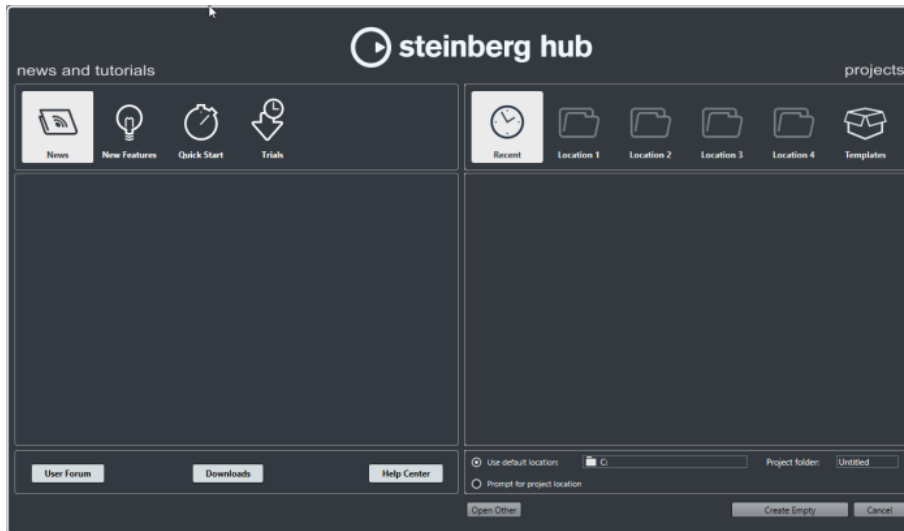 steinberg hub
news and tutorials
projects
News
New Features
Quick Start
Trials
Recent
Location 1
Location 2
Location 3
Location 4
Templates
User Forum
Downloads
Help Center
Use default location:
C:
Project folder:
Untitled
Prompt for project location
Open Other
Create Empty
Cancel